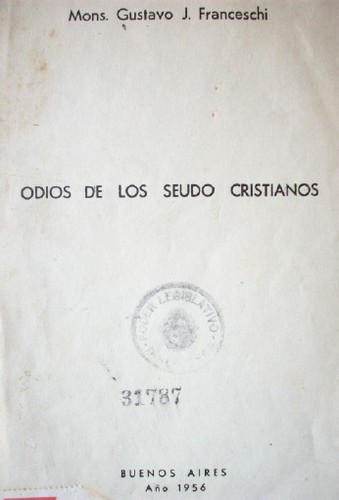 Mons. Gustavo J. Franceschi
ODIOS DE LOS SEUDO CRISTIANOS
PODER LEGISLATIVO
31787
BUENOS AIRES
Año 1956